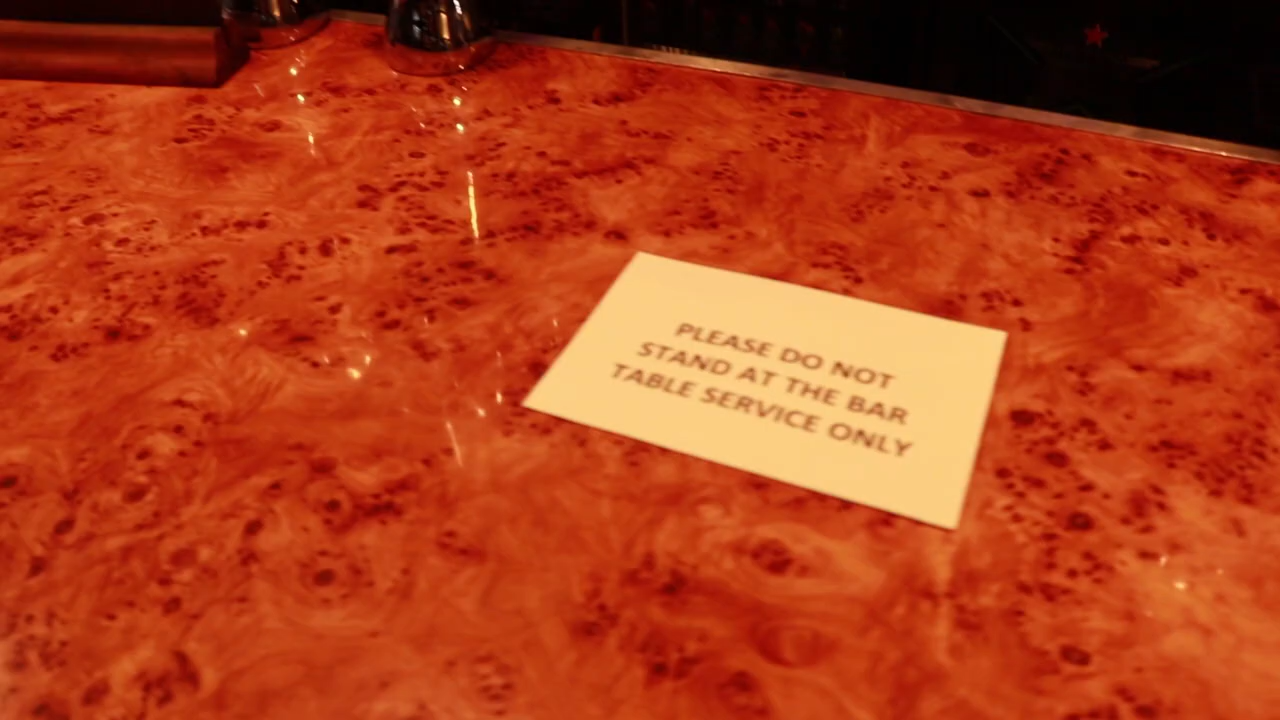 PLEASE DO NOT
STAND AT THE BAR
TABLE SERVICE ONLY